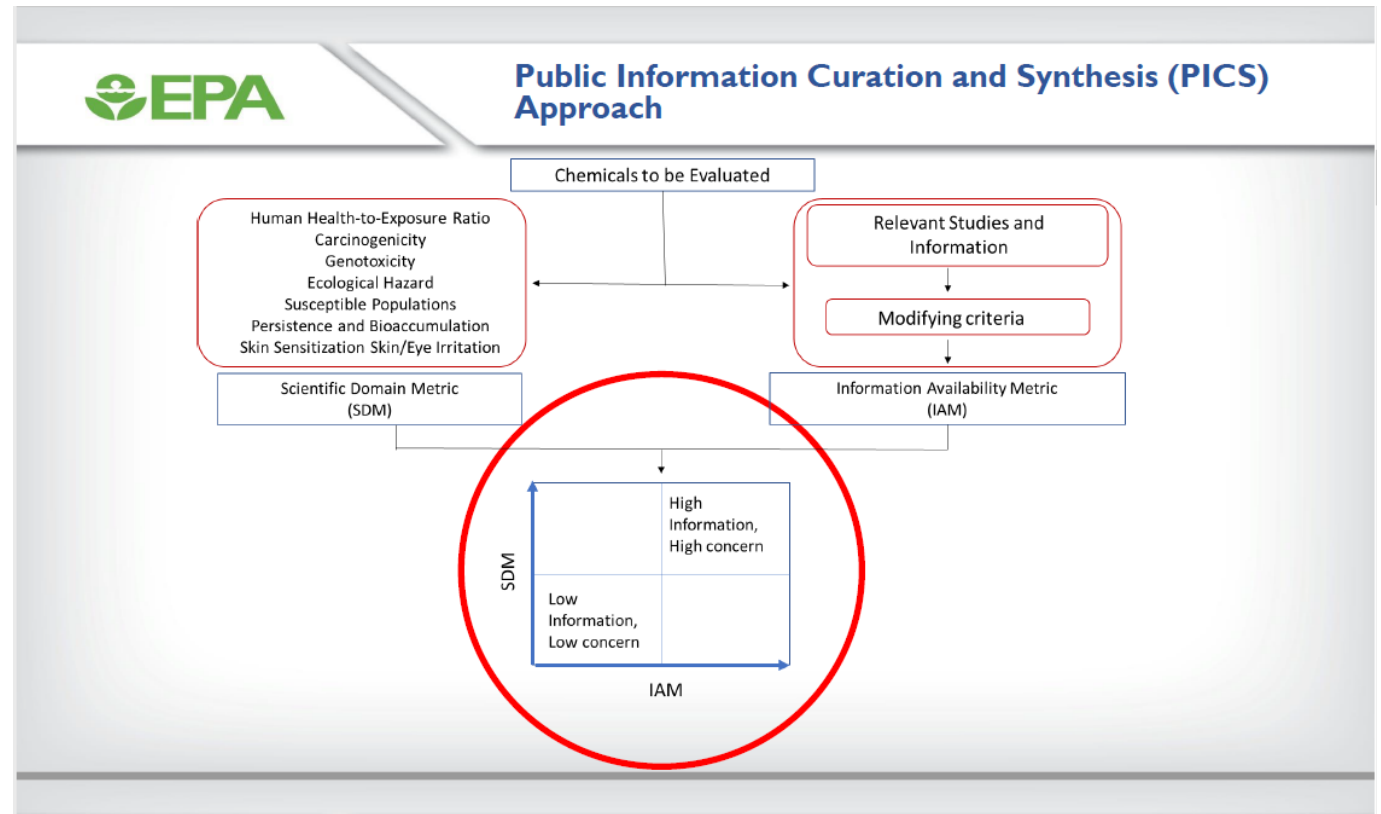 EPA
Public Information Curation and Synthesis (PICS)
Approach
Chemicals to be Evaluated
Human Health-to-Exposure Ratio
Carcinogenicity
Genotoxicity
Ecological Hazard
Susceptible Populations
Persistence and Bioaccumulation
Skin Sensitization Skin/Eye Irritation
Relevant Studies and
Information
Modifying criteria
Scientific Domain Metric
(SDM)
Information Availability Metric
(IAM)
SDM
High
Information,
High concern
Low
Information,
Low concern
IAM